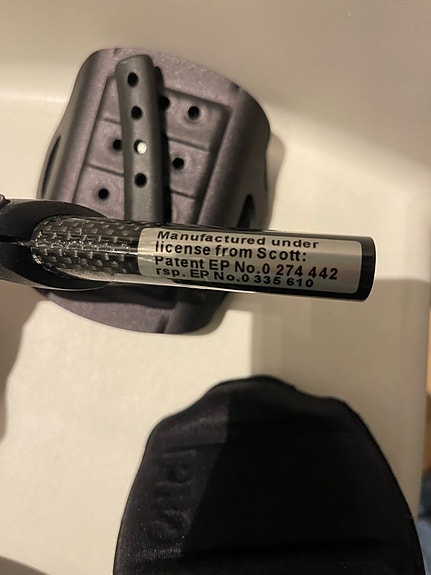 Manufactured under
license from Scott:
Patent EP No.0 274 442
rsp. EP No.0 335 610